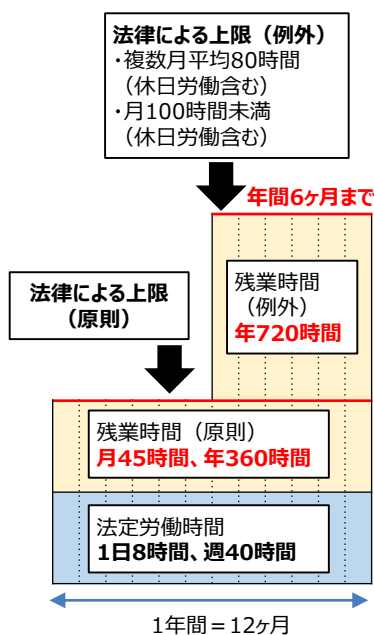 法律による上限（例外）
・複数月平均80時間
（休日労働含む）
・月100時間未満
（休日労働含む）
年間6ヶ月まで
法律による上限
（原則）
残業時間
（例外）
年720時間
残業時間（原則）
月45時間、年360時間
法定労働時間
1日8時間、週40時間
1年間＝12ヶ月